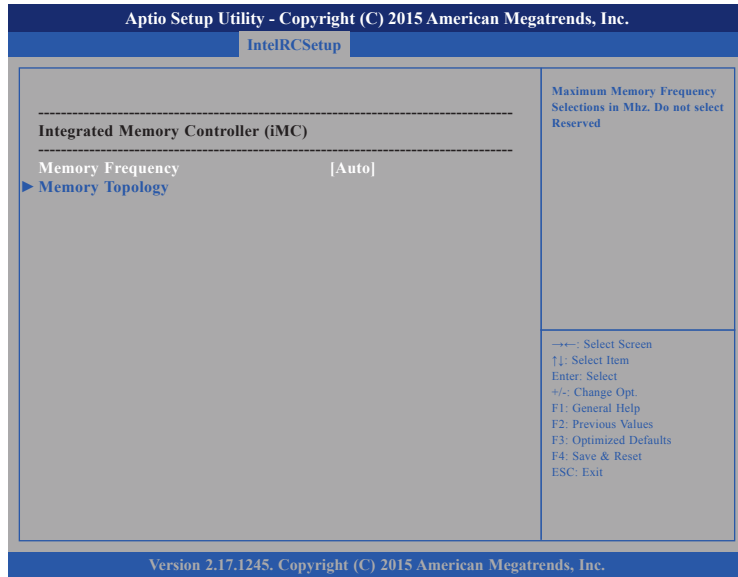 Aptio Setup Utility - Copyright (C) 2015 American Megatrends, Inc.
IntelRCSetup
--------------------------------------------------------------------------------
Integrated Memory Controller (iMC)
--------------------------------------------------------------------------------
Memory Frequency [Auto]
► Memory Topology
Maximum Memory Frequency
Selections in Mhz. Do not select
Reserved
→←: Select Screen
↑↓: Select Item
Enter: Select
+/-: Change Opt.
F1: General Help
F2: Previous Values
F3: Optimized Defaults
F4: Save & Reset
ESC: Exit
Version 2.17.1245. Copyright (C) 2015 American Megatrends, Inc.